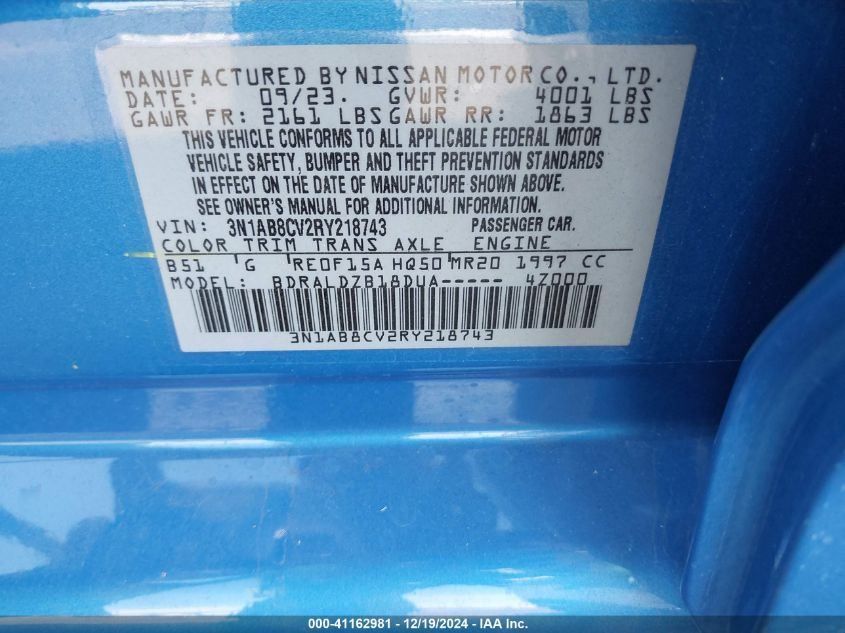 MANUFACTURED BY NISSAN MOTOR CO., LTD.
DATE: 09/23. GVWR: 4001 LBS
GAWR FR: 2161 LBS GAWR RR: 1863 LBS
THIS VEHICLE CONFORMS TO ALL APPLICABLE FEDERAL MOTOR
VEHICLE SAFETY, BUMPER AND THEFT PREVENTION STANDARDS
IN EFFECT ON THE DATE OF MANUFACTURE SHOWN ABOVE.
SEE OWNER'S MANUAL FOR ADDITIONAL INFORMATION.
VIN: 3N1AB8CV2RY218743 PASSENGER CAR.
COLOR TRIM TRANS AXLE ENGINE
B51 G RE0F15A HQ50 MR20 1997 CC
MODEL: BDRALDZB18DUA----- 4Z000
3N1AB8CV2RY218743
000-41162981 - 12/19/2024 - IAA Inc.